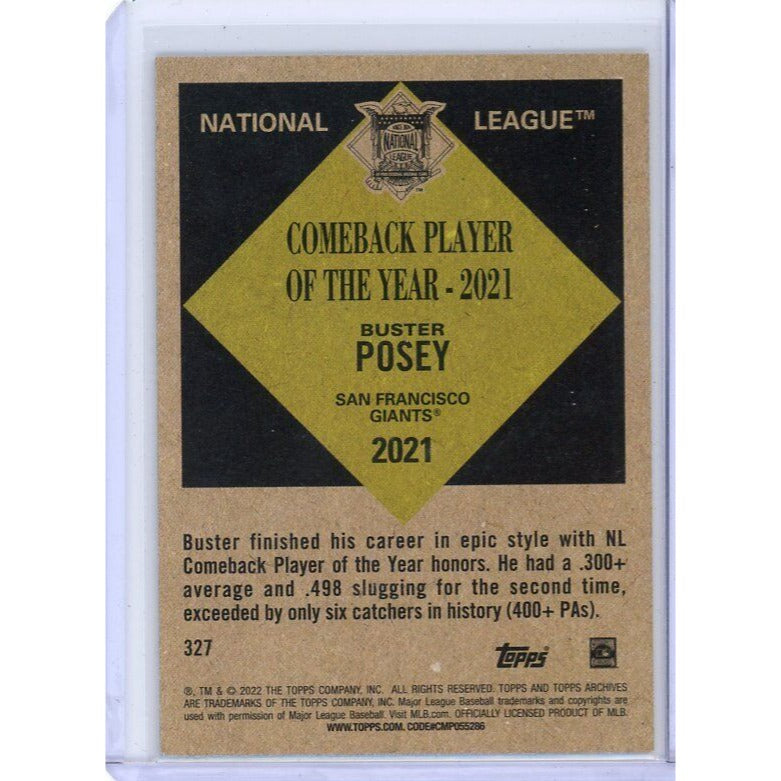 NATIONAL LEAGUE™
NATIONAL
LEAGUE
COMEBACK PLAYER
OF THE YEAR - 2021
BUSTER
POSEY
SAN FRANCISCO
GIANTS®
2021
Buster finished his career in epic style with NL
Comeback Player of the Year honors. He had a .300+
average and .498 slugging for the second time,
exceeded by only six catchers in history (400+ PAs).
327
topps
®, TM & © 2022 THE TOPPS COMPANY, INC. ALL RIGHTS RESERVED. TOPPS AND TOPPS ARCHIVES
ARE TRADEMARKS OF THE TOPPS COMPANY, INC. Major League Baseball trademarks and copyrights are
used with permission of Major League Baseball. Visit MLB.com. OFFICIALLY LICENSED PRODUCT OF MLB.
WWW.TOPPS.COM. CODE#CMP055286